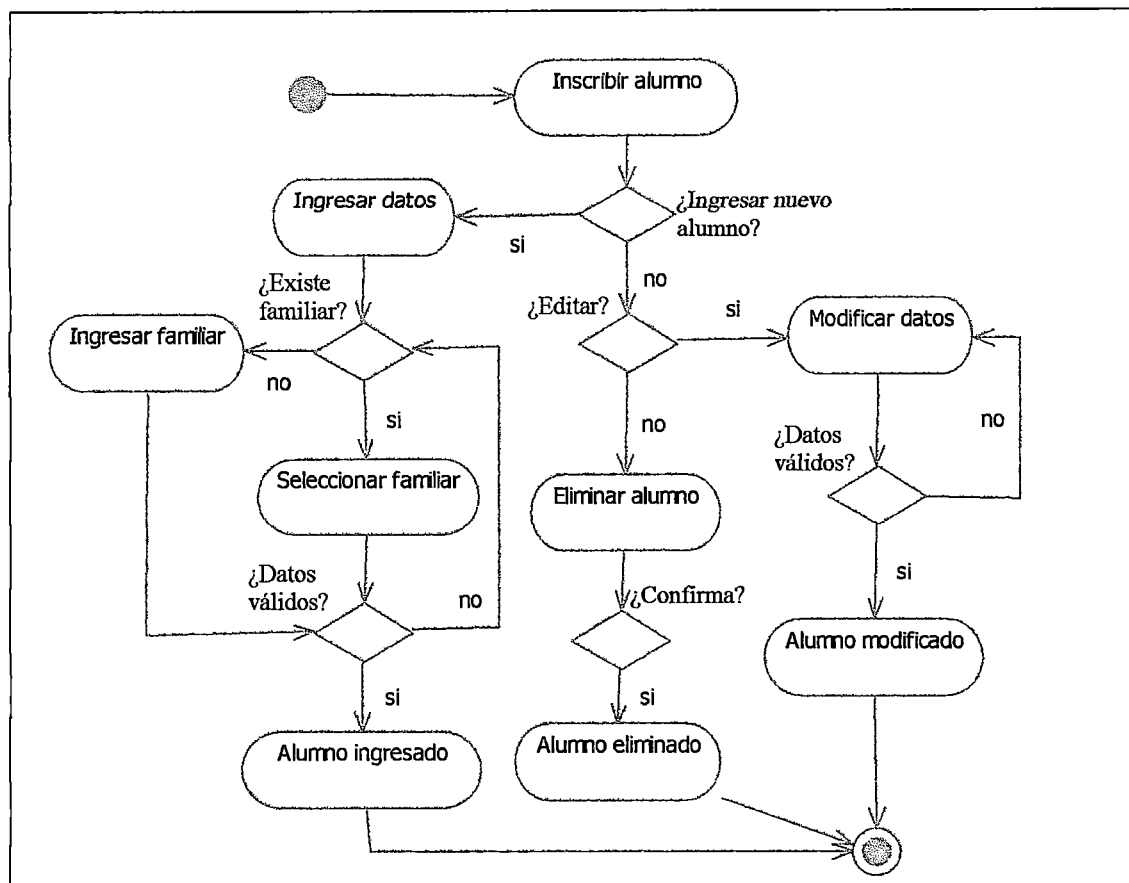 Inscribir alumno
¿Ingresar nuevo
alumno?
Ingresar datos
si
no
¿Existe
familiar?
¿Editar?
si
Modificar datos
Ingresar familiar
no
si
no
no
¿Datos
válidos?
Seleccionar familiar
Eliminar alumno
¿Datos
válidos?
no
¿Confirma?
si
Alumno modificado
si
si
Alumno ingresado
Alumno eliminado